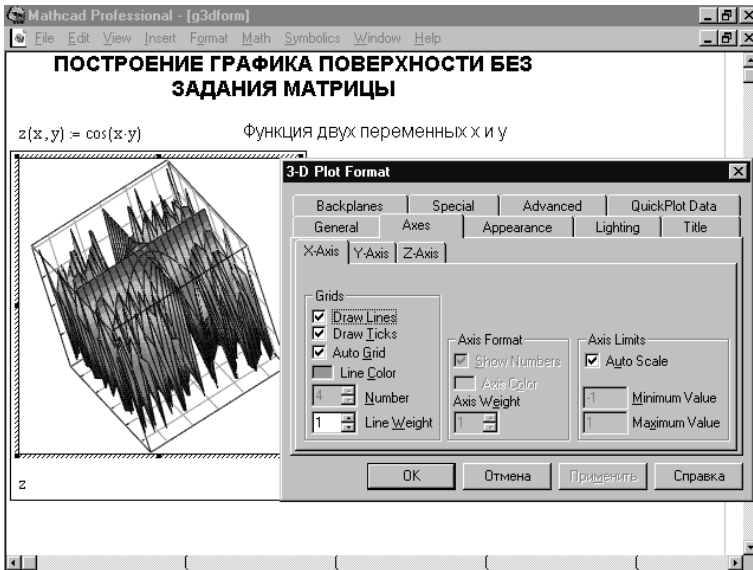 Mathcad Professional - [g3dform]
File Edit View Insert Format Math Symbolics Window Help
ПОСТРОЕНИЕ ГРАФИКА ПОВЕРХНОСТИ БЕЗ
ЗАДАНИЯ МАТРИЦЫ
z(x,y) := cos(x·y) Функция двух переменных x и y
3-D Plot Format
Backplanes Special Advanced QuickPlot Data
General Axes Appearance Lighting Title
X-Axis Y-Axis Z-Axis
Grids
Draw Lines
Draw Ticks
Auto Grid
Line Color
4 Number
1 Line Weight
Axis Format
Show Numbers
Axis Color
Axis Weight
1
Axis Limits
Auto Scale
-1 Minimum Value
1 Maximum Value
OK Отмена Применить Справка
z